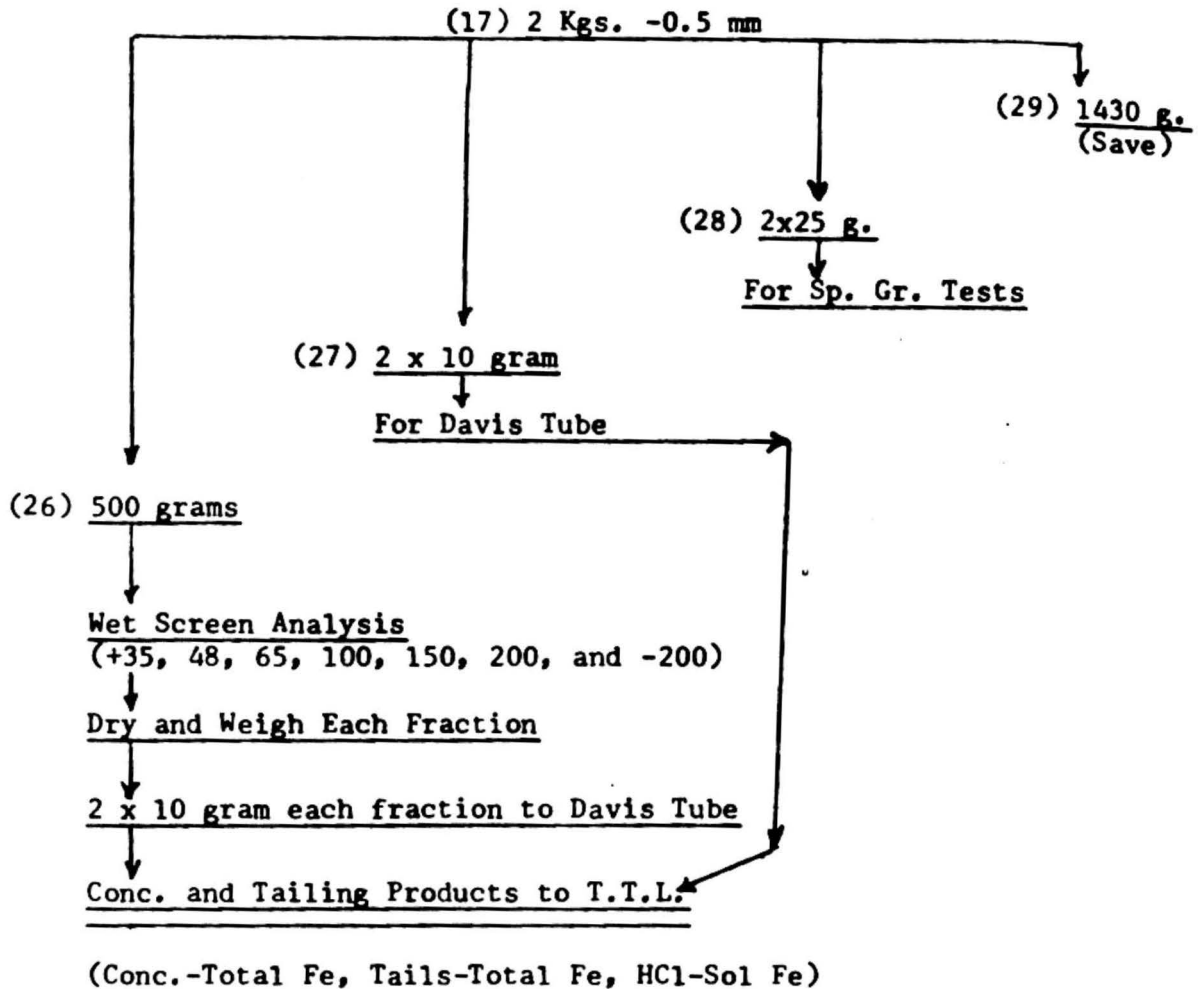 (17) 2 Kgs. -0.5 mm
(29) 1430 g.
(Save)
(28) 2x25 g.
For Sp. Gr. Tests
(27) 2 x 10 gram
For Davis Tube
(26) 500 grams
Wet Screen Analysis
(+35, 48, 65, 100, 150, 200, and -200)
Dry and Weigh Each Fraction
2 x 10 gram each fraction to Davis Tube
Conc. and Tailing Products to T.T.L.
(Conc.-Total Fe, Tails-Total Fe, HCl-Sol Fe)